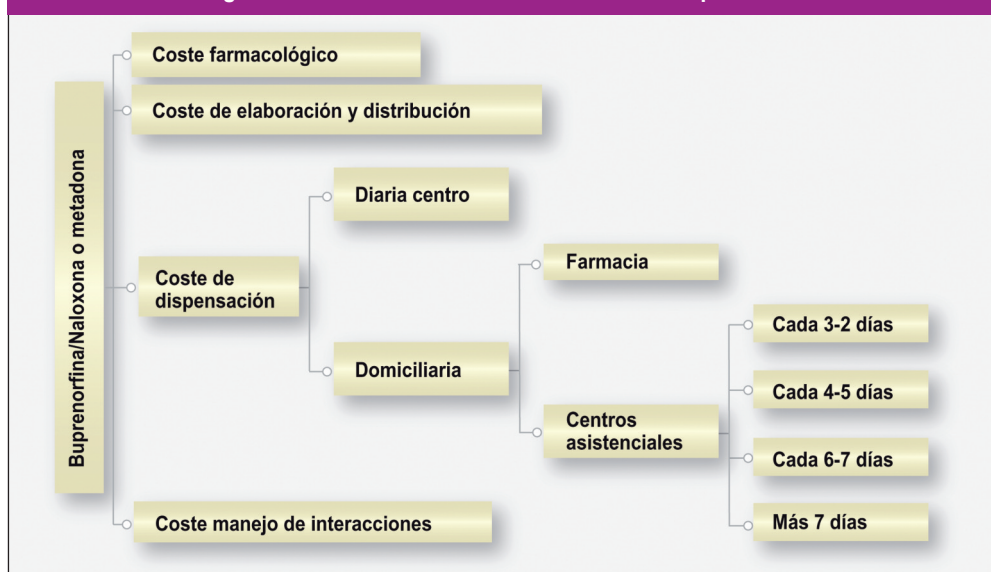 Coste farmacológico
Coste de elaboración y distribución
Buprenorfina/Naloxona o metadona
Diaria centro
Coste de
dispensación
Domiciliaria
Farmacia
Centros
asistenciales
Cada 3-2 días
Cada 4-5 días
Cada 6-7 días
Más 7 días
Coste manejo de interacciones